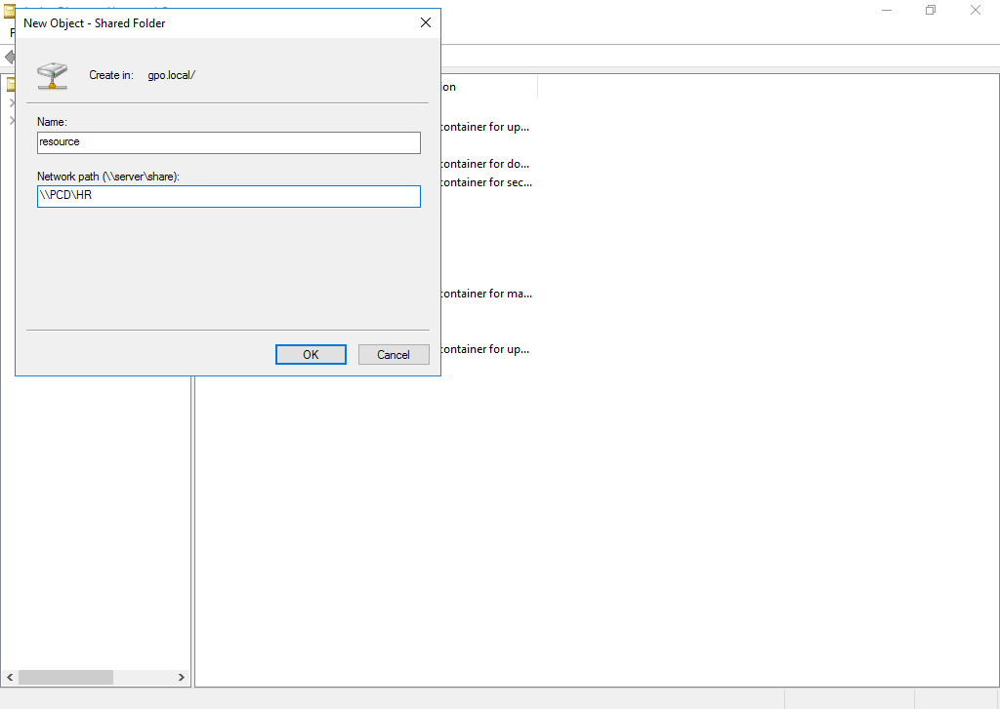 New Object - Shared Folder
Create in: gpo.local/
Name:
resource
Network path (\\server\share):
\\PCD\HR
OK
Cancel
ion
container for up...
container for do...
container for sec...
container for ma...
container for up...